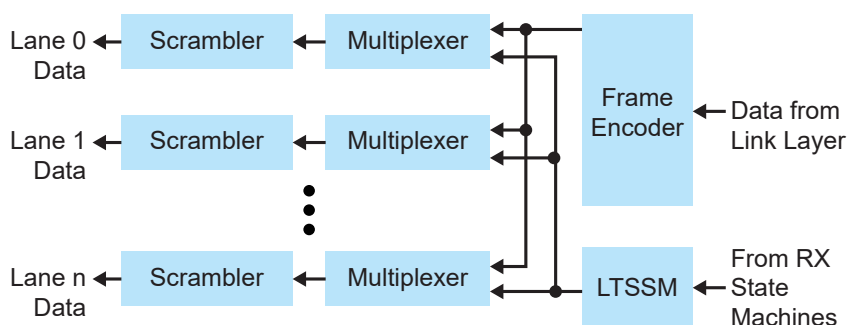 Lane 0
Data
Scrambler
Multiplexer
Frame
Encoder
Data from
Link Layer
Lane 1
Data
Scrambler
Multiplexer
Lane n
Data
Scrambler
Multiplexer
LTSSM
From RX
State
Machines